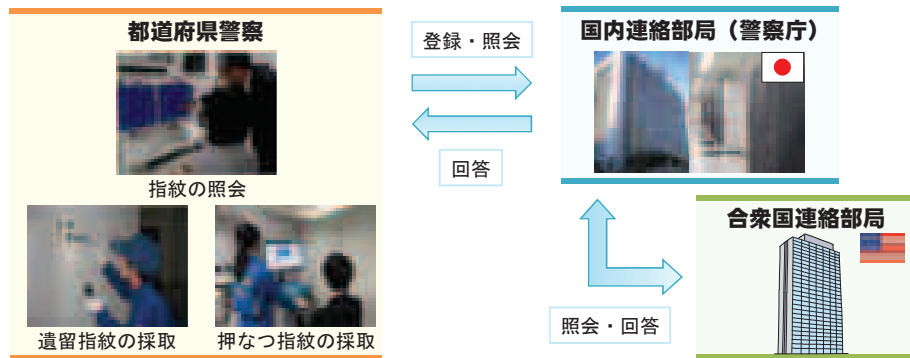 都道府県警察
登録・照会
国内連絡部局(警察庁)
指紋の照会
回答
合衆国連絡部局
照会・回答
遺留指紋の採取
押なつ指紋の採取